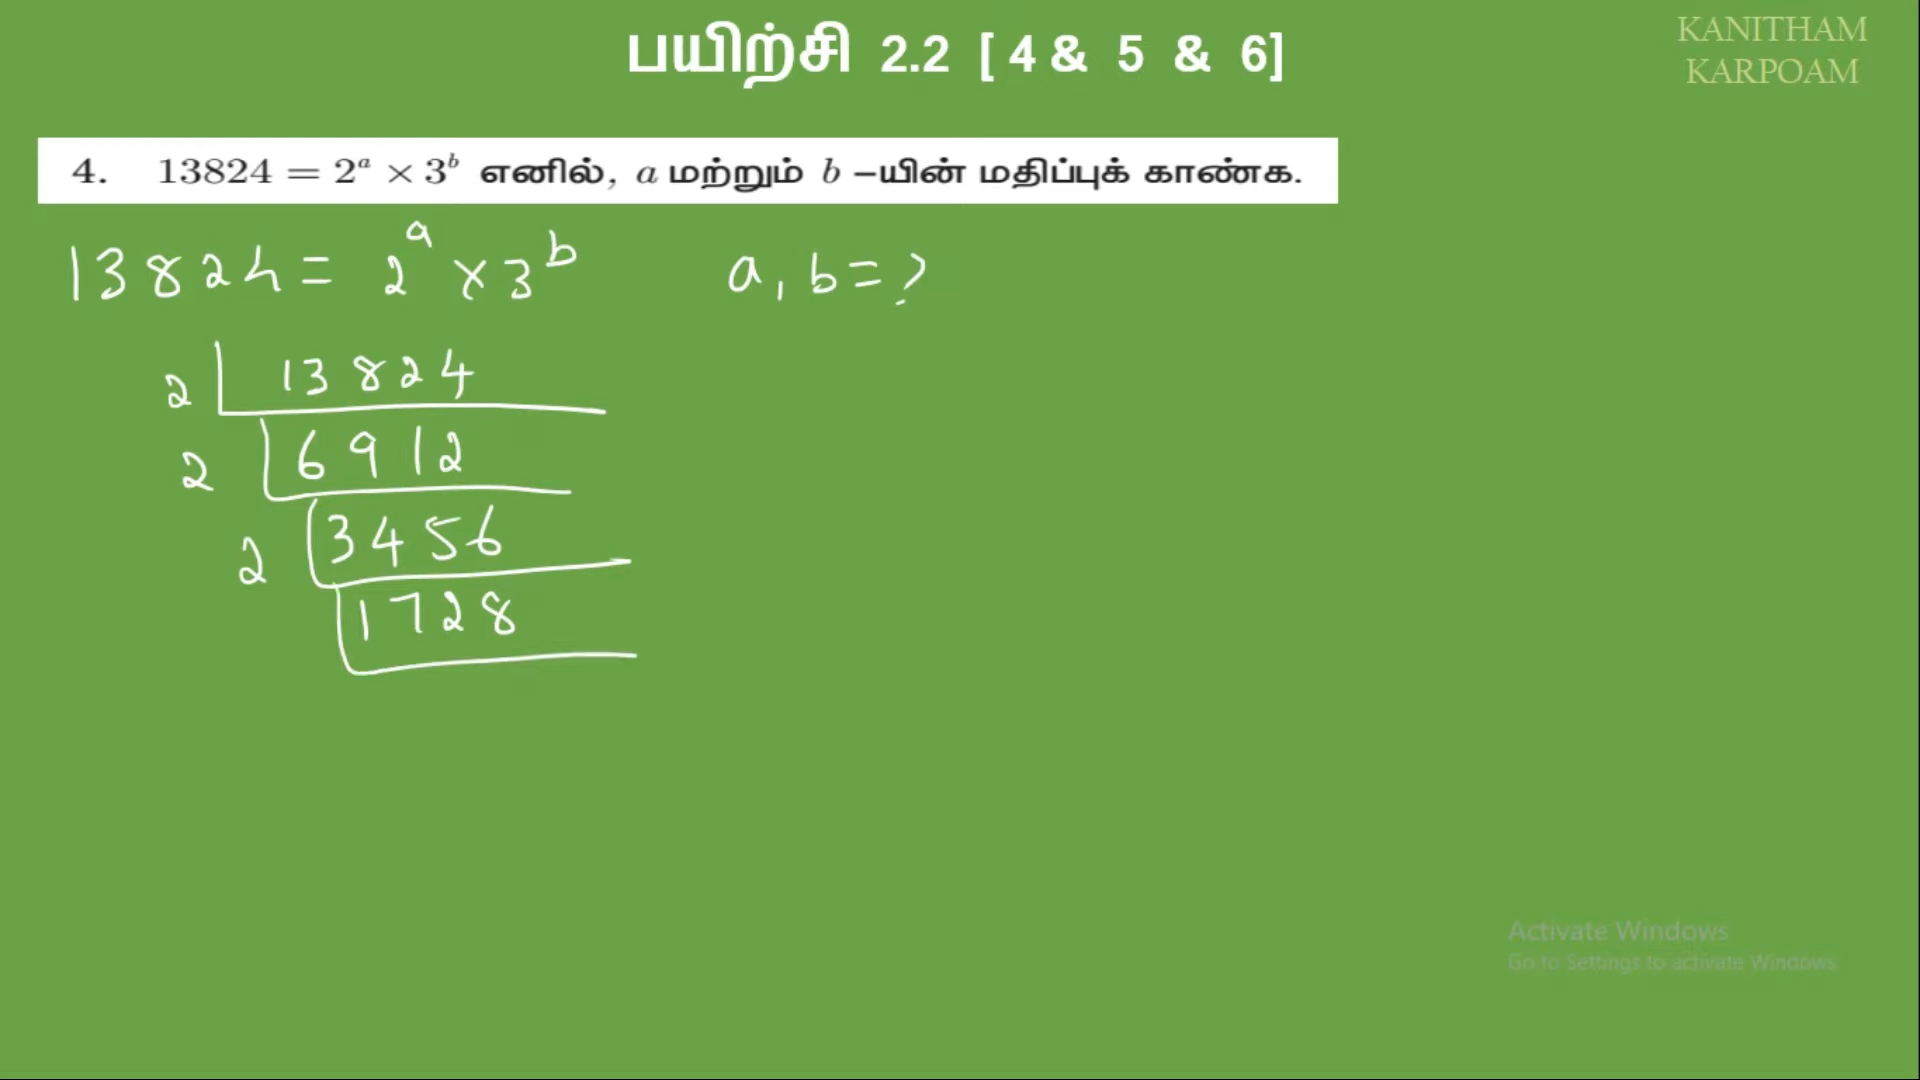 பயிற்சி 2.2 [ 4 & 5 & 6]
KANITHAM
KARPOAM
4. 13824 = 2^a × 3^b எனில், a மற்றும் b –யின் மதிப்புக் காண்க.
13824 = 2^a × 3^b a, b = ?
2 13824
2 6912
2 3456
1728
Activate Windows
Go to Settings to activate Windows.